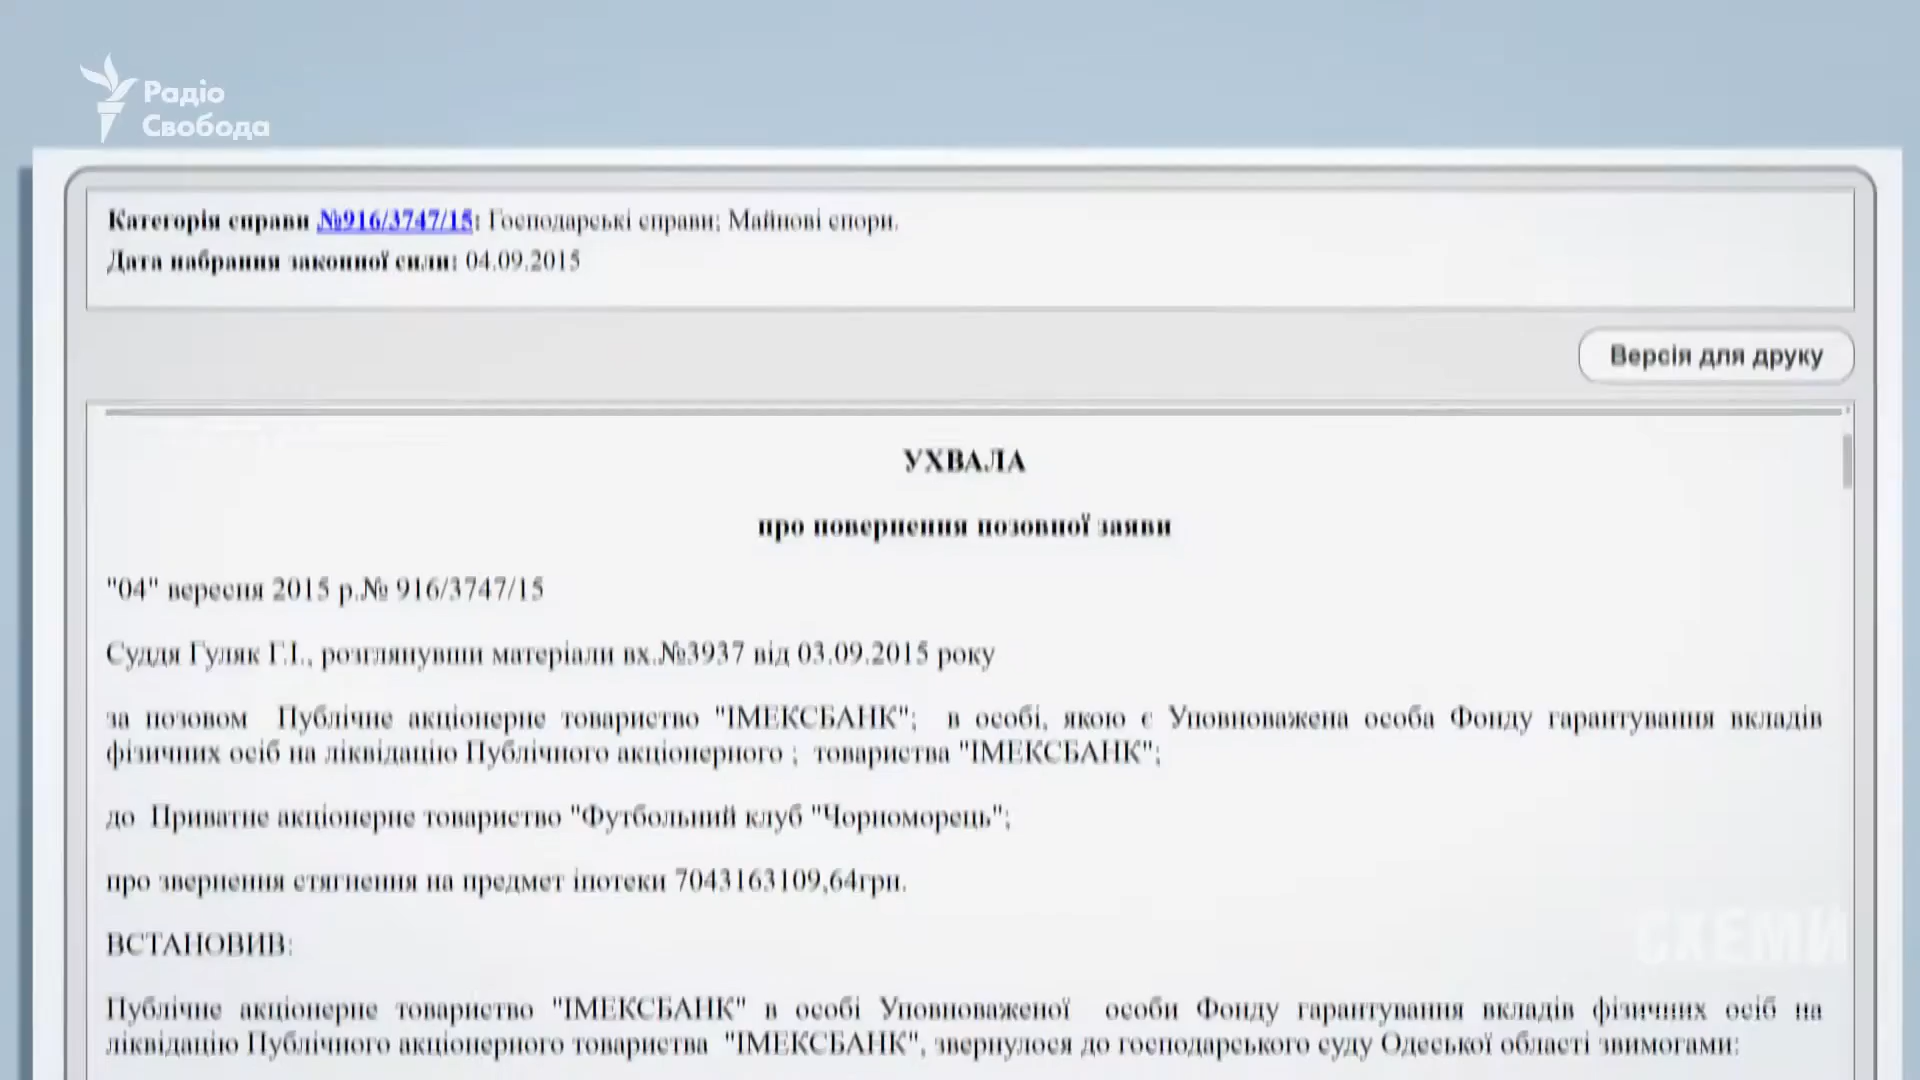 Радіо
Свобода
Категорія справи №916/3747/15: Господарські справи; Майнові спори.
Дата набрання законної сили: 04.09.2015
Версія для друку
УХВАЛА
про повернення позовної заяви
"04" вересня 2015 р.№ 916/3747/15
Суддя Гуляк Г.І., розглянувши матеріали вх.№3937 від 03.09.2015 року
за позовом Публічне акціонерне товариство "ІМЕКСБАНК"; в особі, якою є Уповноважена особа Фонду гарантування вкладів
фізичних осіб на ліквідацію Публічного акціонерного ; товариства "ІМЕКСБАНК";
до Приватне акціонерне товариство "Футбольний клуб "Чорноморець";
про звернення стягнення на предмет іпотеки 7043163109,64грн.
СХЕМИ
ВСТАНОВИВ:
Публічне акціонерне товариство "ІМЕКСБАНК" в особі Уповноваженої особи Фонду гарантування вкладів фізичних осіб на
ліквідацію Публічного акціонерного товариства "ІМЕКСБАНК", звернулося до господарського суду Одеської області звимогами: